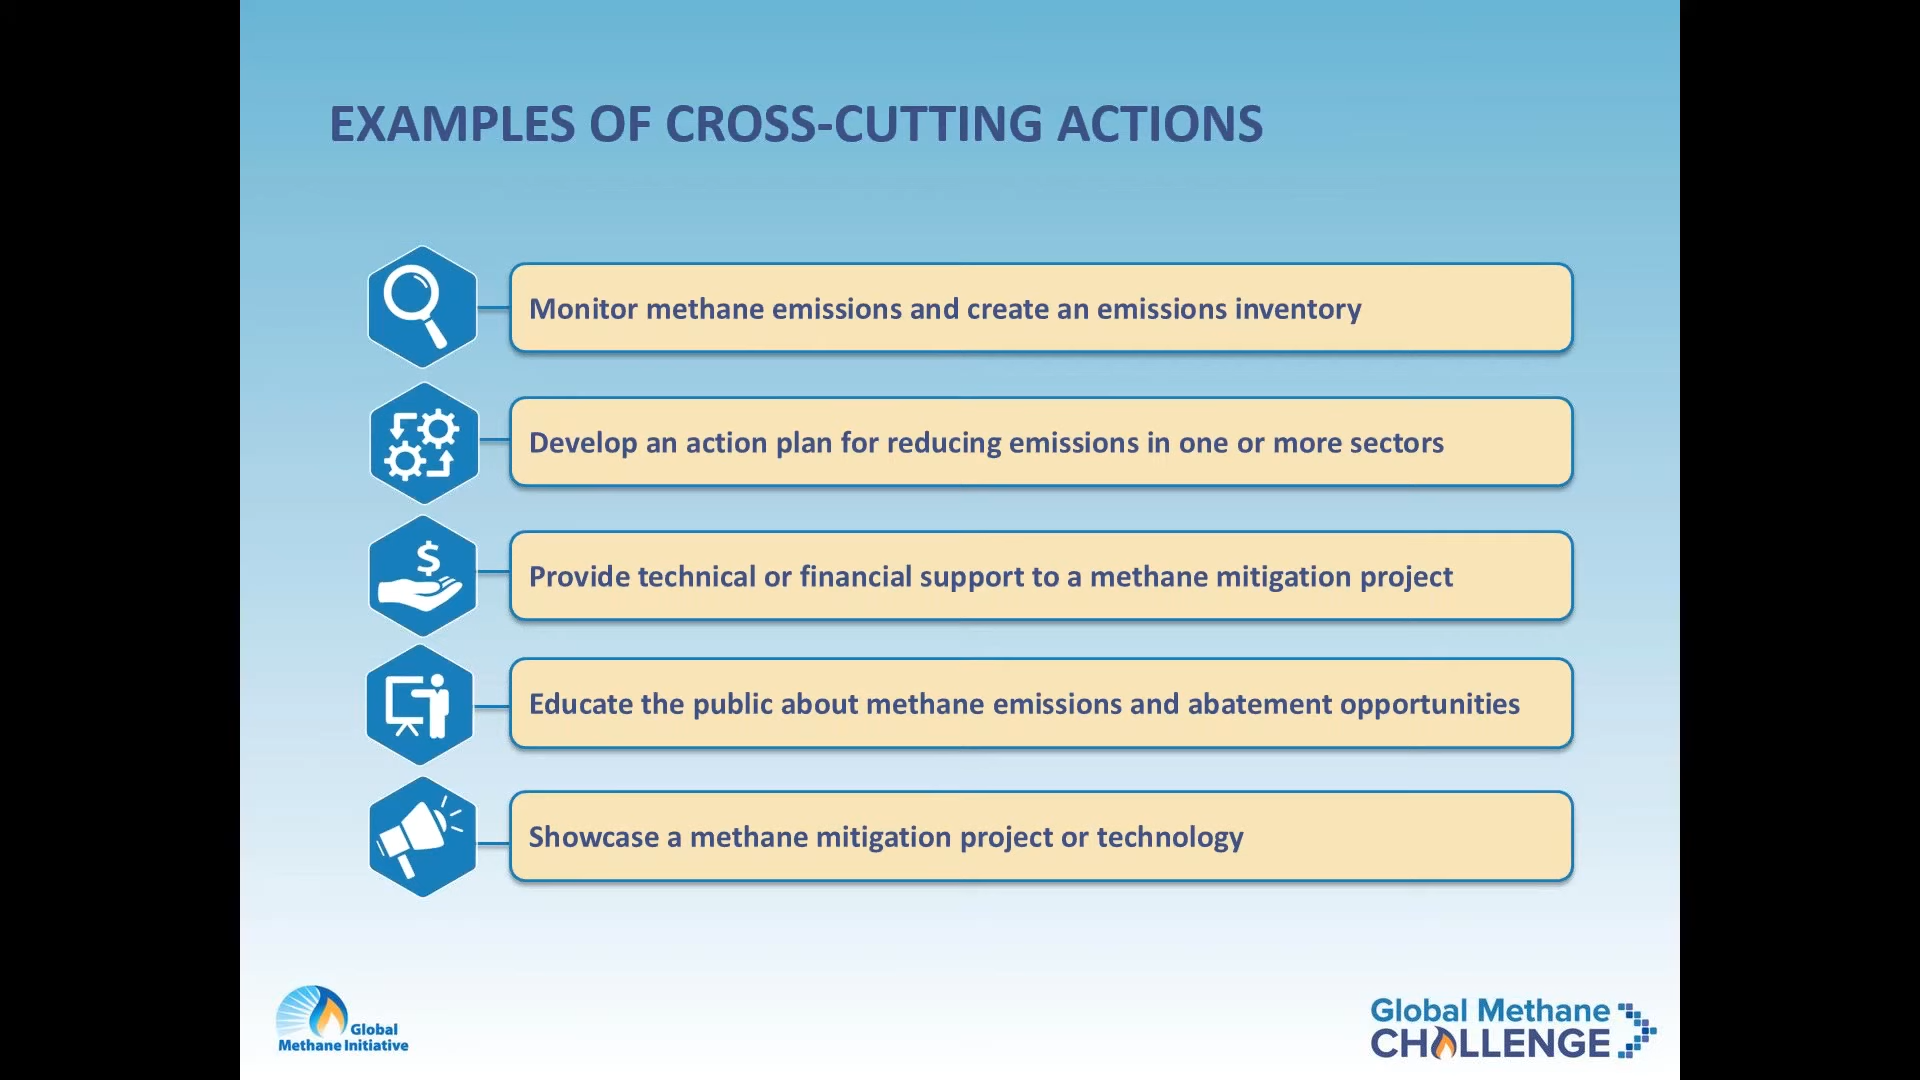 EXAMPLES OF CROSS-CUTTING ACTIONS
Monitor methane emissions and create an emissions inventory
Develop an action plan for reducing emissions in one or more sectors
$
Provide technical or financial support to a methane mitigation project
Educate the public about methane emissions and abatement opportunities
Showcase a methane mitigation project or technology
Global
Methane Initiative
Global Methane
CHALLENGE